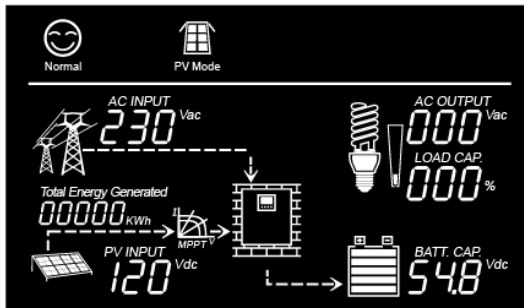 Normal
PV Mode
AC INPUT
230 Vac
AC OUTPUT
000 Vac
LOAD CAP.
000 %
Total Energy Generated
00000 KWh
MPPT
I
V
PV INPUT
120 Vdc
BATT. CAP.
54.8 Vdc